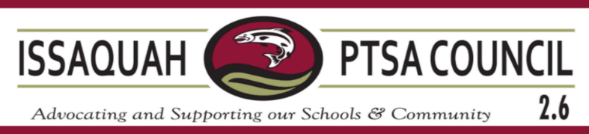 ISSAQUAH PTSA COUNCIL
Advocating and Supporting our Schools & Community 2.6